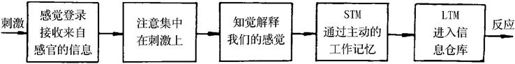 刺激
感觉登录
接收来自
感官的信息
注意集中
在刺激上
知觉解释
我们的感觉
STM
通过主动的
工作记忆
LTM
进入信
息仓库
反应